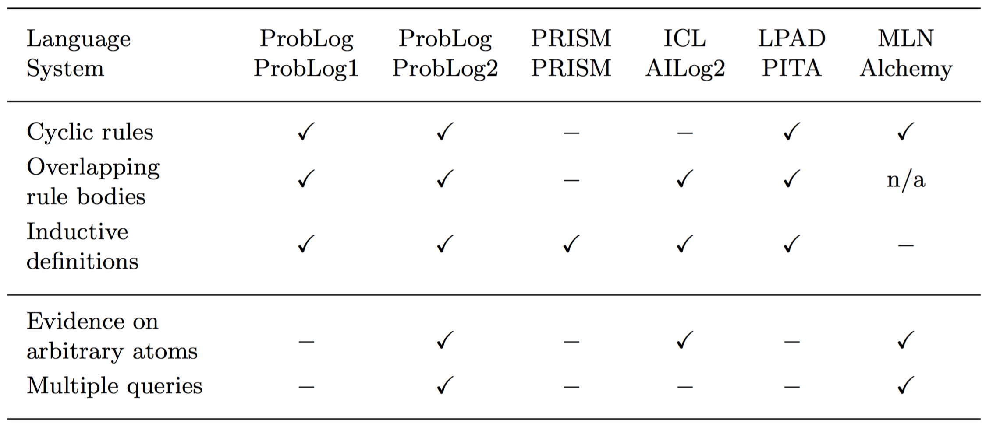 Language ProbLog ProbLog PRISM ICL LPAD MLN
System ProbLog1 ProbLog2 PRISM AILog2 PITA Alchemy
Cyclic rules ✓ ✓ – – ✓ ✓
Overlapping
rule bodies ✓ ✓ – ✓ ✓ n/a
Inductive
definitions ✓ ✓ ✓ ✓ ✓ –
Evidence on
arbitrary atoms – ✓ – ✓ – ✓
Multiple queries – ✓ – – – ✓